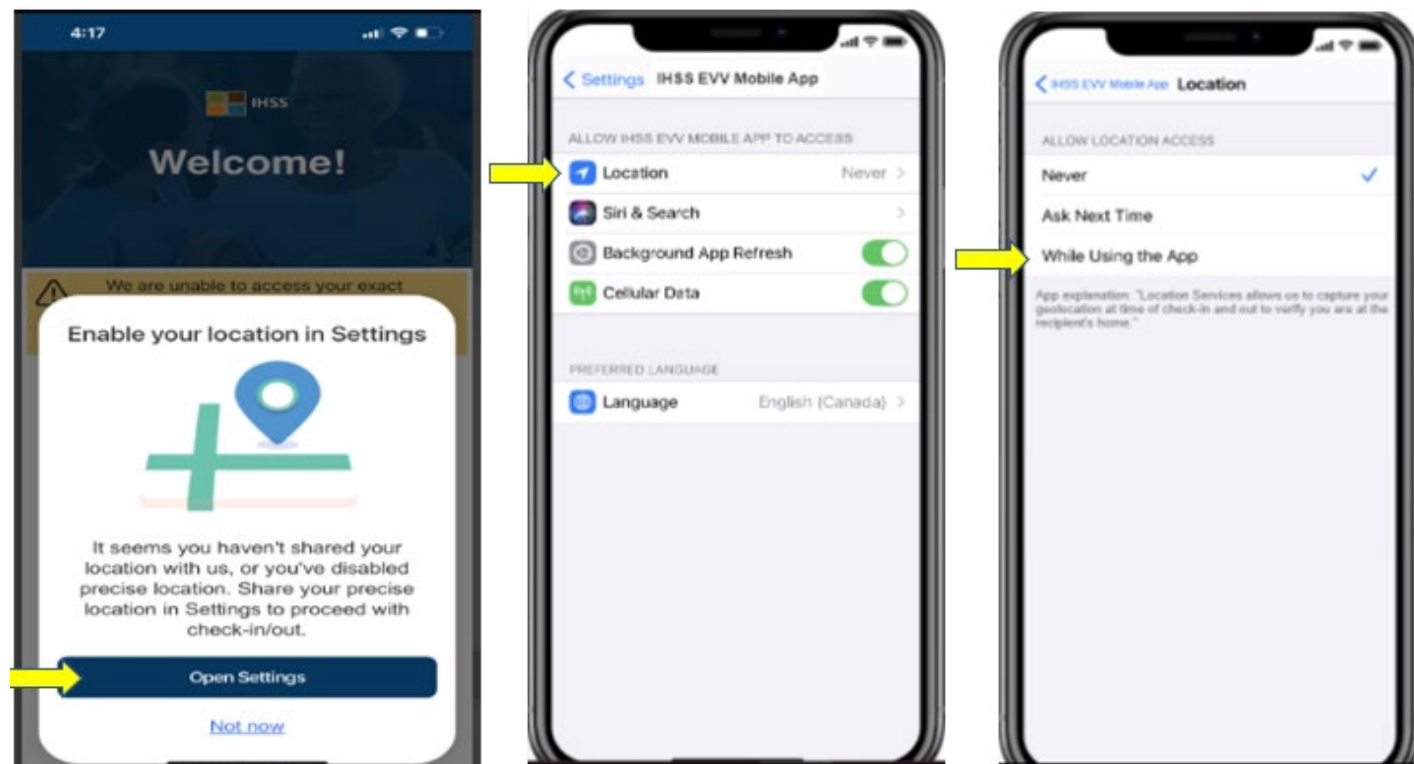 4:17
IHSS
Welcome!
We are unable to access your exact
Enable your location in Settings
It seems you haven't shared your
location with us, or you've disabled
precise location. Share your precise
location in Settings to proceed with
check-in/out.
Open Settings
Not now
Settings IHSS EVV Mobile App
ALLOW IHSS EVV MOBILE APP TO ACCESS
Location Never
Siri & Search
Background App Refresh
Cellular Data
PREFERRED LANGUAGE
Language English (Canada)
IHSS EVV Mobile App Location
ALLOW LOCATION ACCESS
Never
Ask Next Time
While Using the App
App explanation: "Location Services allows us to capture your
geolocation at time of check-in and out to verify you are at the
recipient's home."